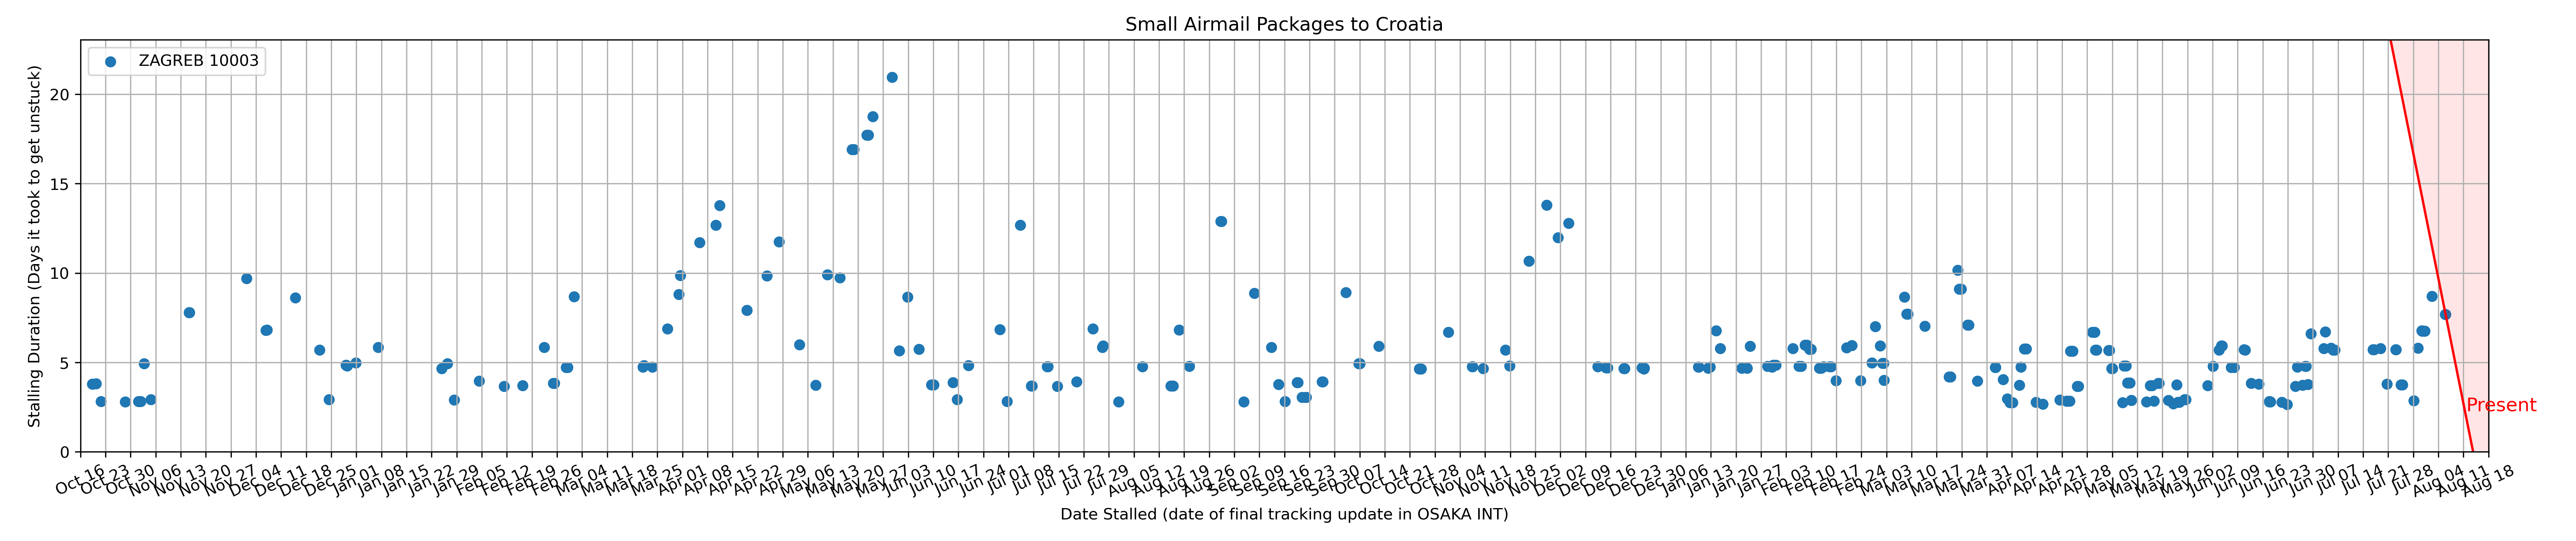 Small Airmail Packages to Croatia
ZAGREB 10003
Stalling Duration (Days it took to get unstuck)
20
15
10
5
0
Present
Oct 16
Oct 23
Oct 30
Nov 06
Nov 13
Nov 20
Nov 27
Dec 04
Dec 11
Dec 18
Dec 25
Jan 01
Jan 08
Jan 15
Jan 22
Jan 29
Feb 05
Feb 12
Feb 19
Feb 26
Mar 04
Mar 11
Mar 18
Mar 25
Apr 01
Apr 08
Apr 15
Apr 22
Apr 29
May 06
May 13
May 20
May 27
Jun 03
Jun 10
Jun 17
Jun 24
Jul 01
Jul 08
Jul 15
Jul 22
Jul 29
Aug 05
Aug 12
Aug 19
Aug 26
Sep 02
Sep 09
Sep 16
Sep 23
Sep 30
Oct 07
Oct 14
Oct 21
Oct 28
Nov 04
Nov 11
Nov 18
Nov 25
Dec 02
Dec 09
Dec 16
Dec 23
Dec 30
Jan 06
Jan 13
Jan 20
Jan 27
Feb 03
Feb 10
Feb 17
Feb 24
Mar 03
Mar 10
Mar 17
Mar 24
Mar 31
Apr 07
Apr 14
Apr 21
Apr 28
May 05
May 12
May 19
May 26
Jun 02
Jun 09
Jun 16
Jun 23
Jun 30
Jul 07
Jul 14
Jul 21
Jul 28
Aug 04
Aug 11
Aug 18
Date Stalled (date of final tracking update in OSAKA INT)